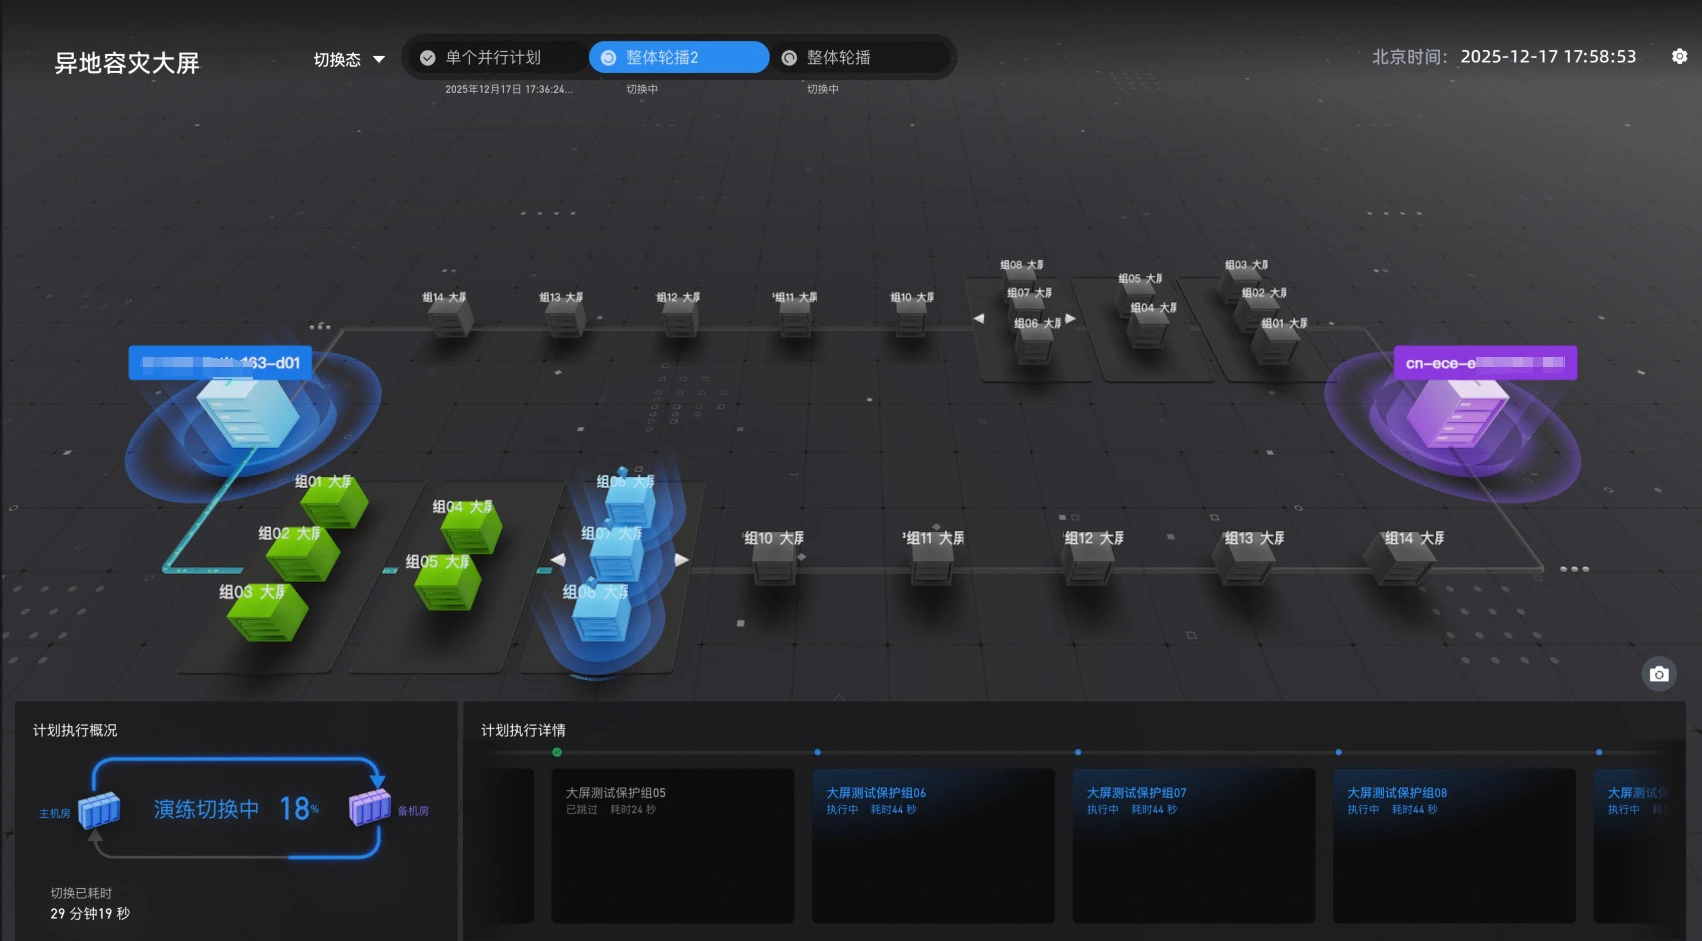 异地容灾大屏
切换态
单个并行计划
整体轮播2
整体轮播
2025年12月17日 17:36:24...
切换中
切换中
北京时间: 2025-12-17 17:58:53
组08 大屏
组03 大屏
组05 大屏
组07 大屏
组02 大屏
组14 大屏
组13 大屏
组12 大屏
组11 大屏
组10 大屏
组04 大屏
组06 大屏
组01 大屏
163-d01
cn-ece-e
组01 大屏
组04 大屏
组06 大屏
组02 大屏
组05 大屏
组07 大屏
组03 大屏
组08 大屏
组10 大屏
组11 大屏
组12 大屏
组13 大屏
组14 大屏
计划执行概况
主机房
演练切换中 18%
备机房
切换已耗时
29 分钟19 秒
计划执行详情
大屏测试保护组05
已跳过 耗时24 秒
大屏测试保护组06
执行中 耗时44 秒
大屏测试保护组07
执行中 耗时44 秒
大屏测试保护组08
执行中 耗时44 秒
大屏测试保
执行中 耗